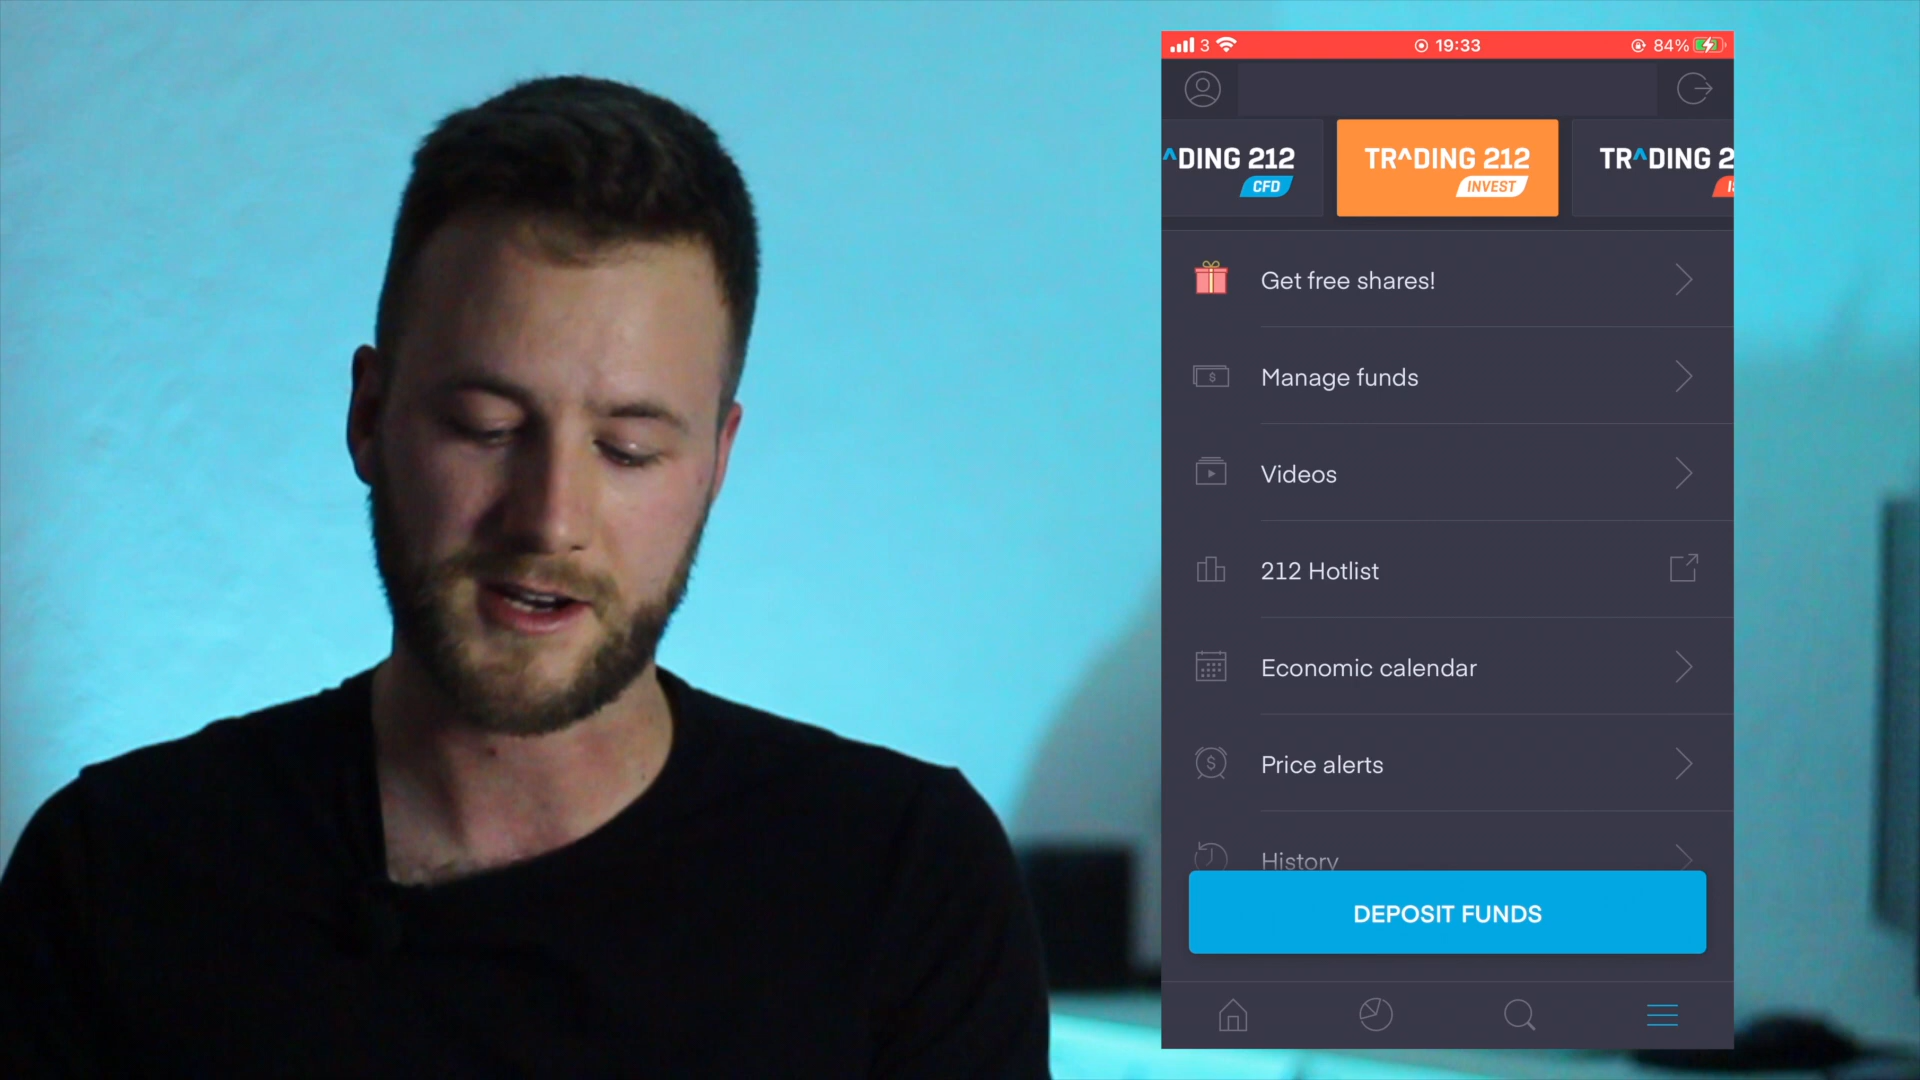 3 19:33 84%
TR^DING 212
^DING 212 TR^DING 2
CFD INVEST
Get free shares!
Manage funds
Videos
212 Hotlist
Economic calendar
Price alerts
History
DEPOSIT FUNDS